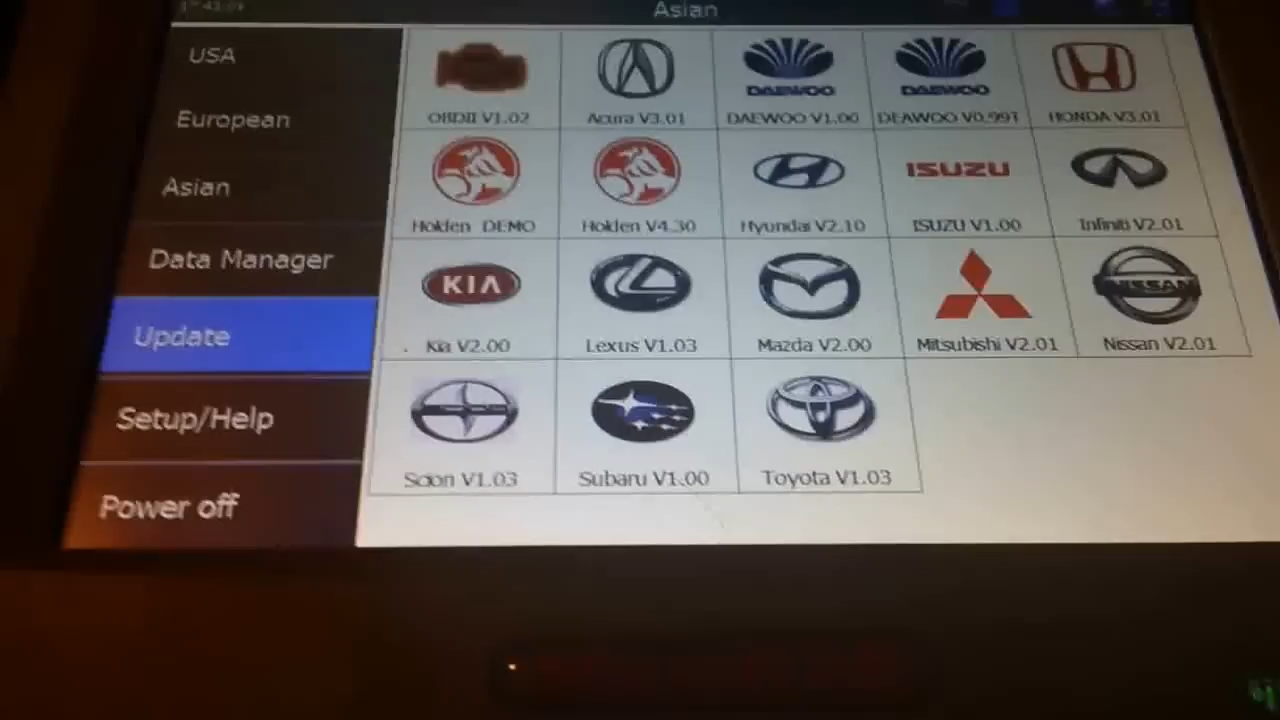 Asian
USA
European
Asian
Data Manager
Update
Setup/Help
Power off
OBDII V1.02
Acura V3.01
DAEWOO
DAEWOO V1.00
DAEWOO
DEAWOO V0.991
HONDA V3.01
Holden DEMO
Holden V4.30
Hyundai V2.10
ISUZU
ISUZU V1.00
Infiniti V2.01
KIA
Kia V2.00
Lexus V1.03
Mazda V2.00
Mitsubishi V2.01
NISSAN
Nissan V2.01
Scion V1.03
Subaru V1.00
Toyota V1.03